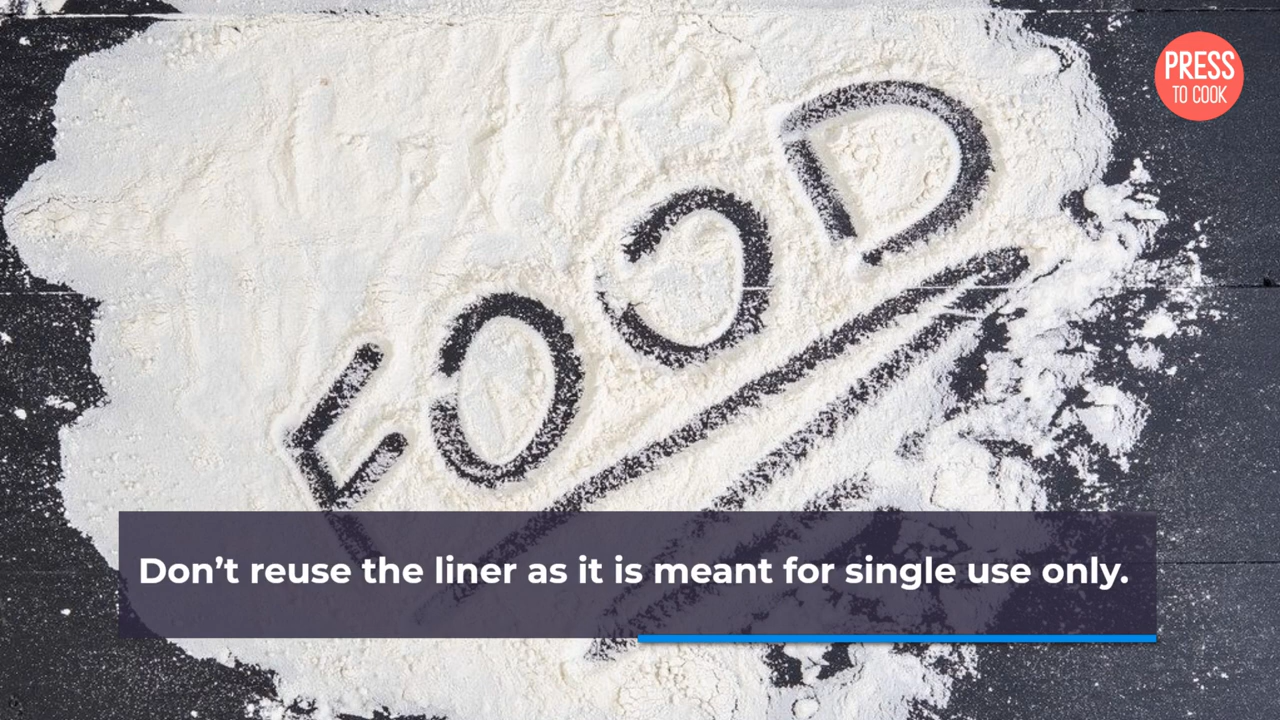 PRESS
TO COOK
FOOD
Don’t reuse the liner as it is meant for single use only.